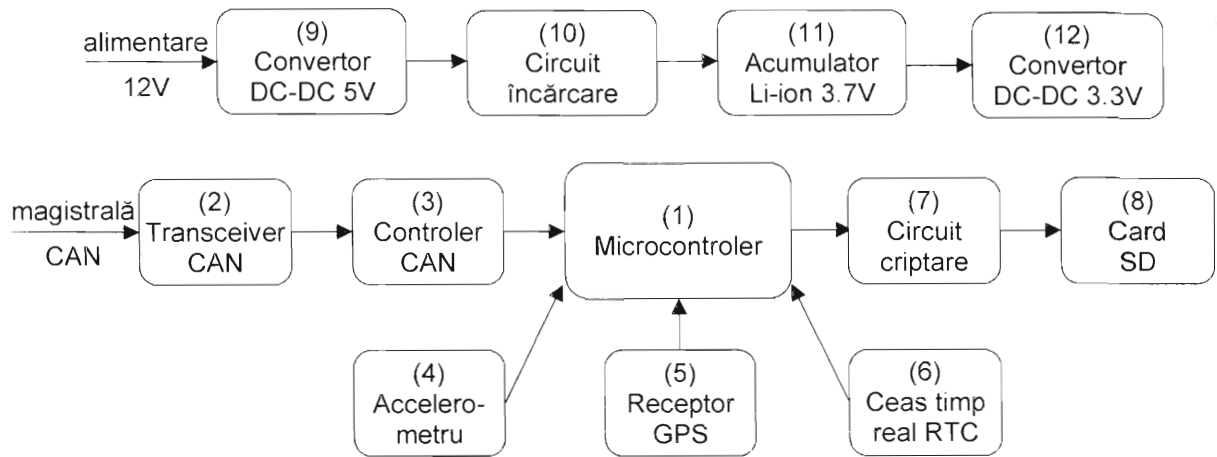 alimentare
12V
(9)
Convertor
DC-DC 5V
(10)
Circuit
încărcare
(11)
Acumulator
Li-ion 3.7V
(12)
Convertor
DC-DC 3.3V
magistrală
CAN
(2)
Transceiver
CAN
(3)
Controler
CAN
(1)
Microcontroler
(7)
Circuit
criptare
(8)
Card
SD
(4)
Accelero-
metru
(5)
Receptor
GPS
(6)
Ceas timp
real RTC